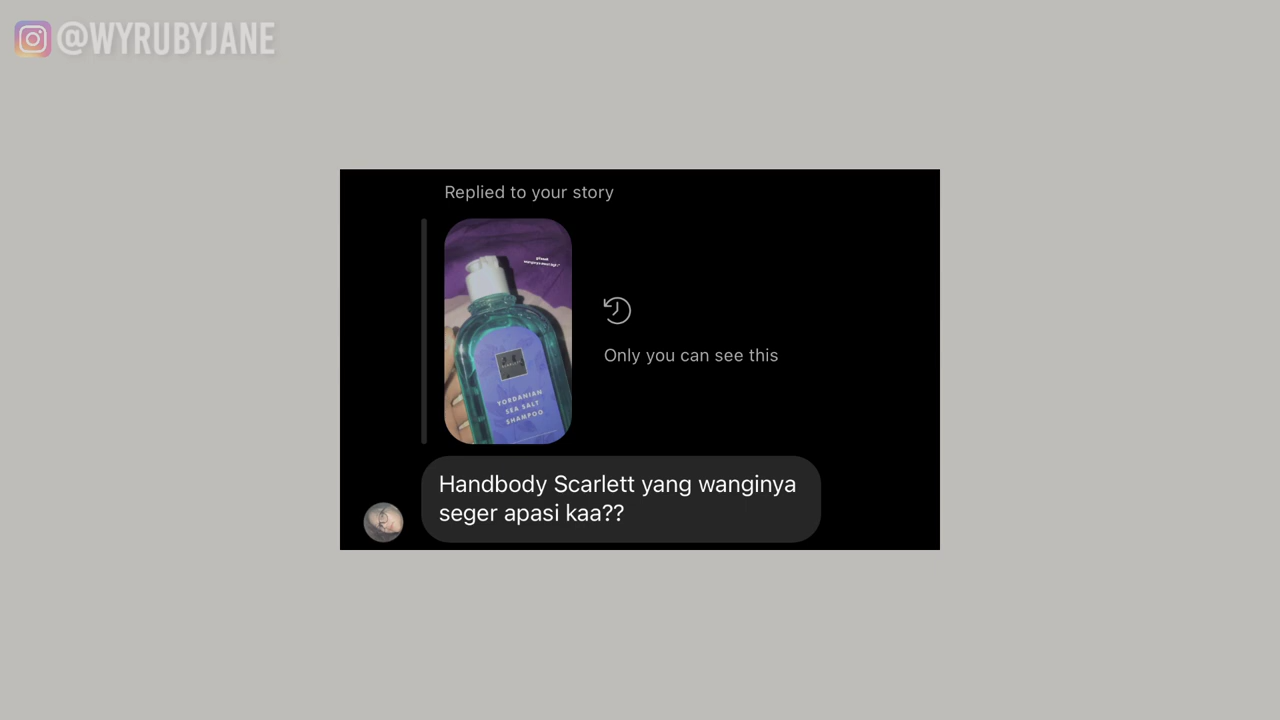 @WYRUBYJANE
Replied to your story
YORDANIAN
SEA SALT
SHAMPOO
Only you can see this
Handbody Scarlett yang wanginya
seger apasi kaa??